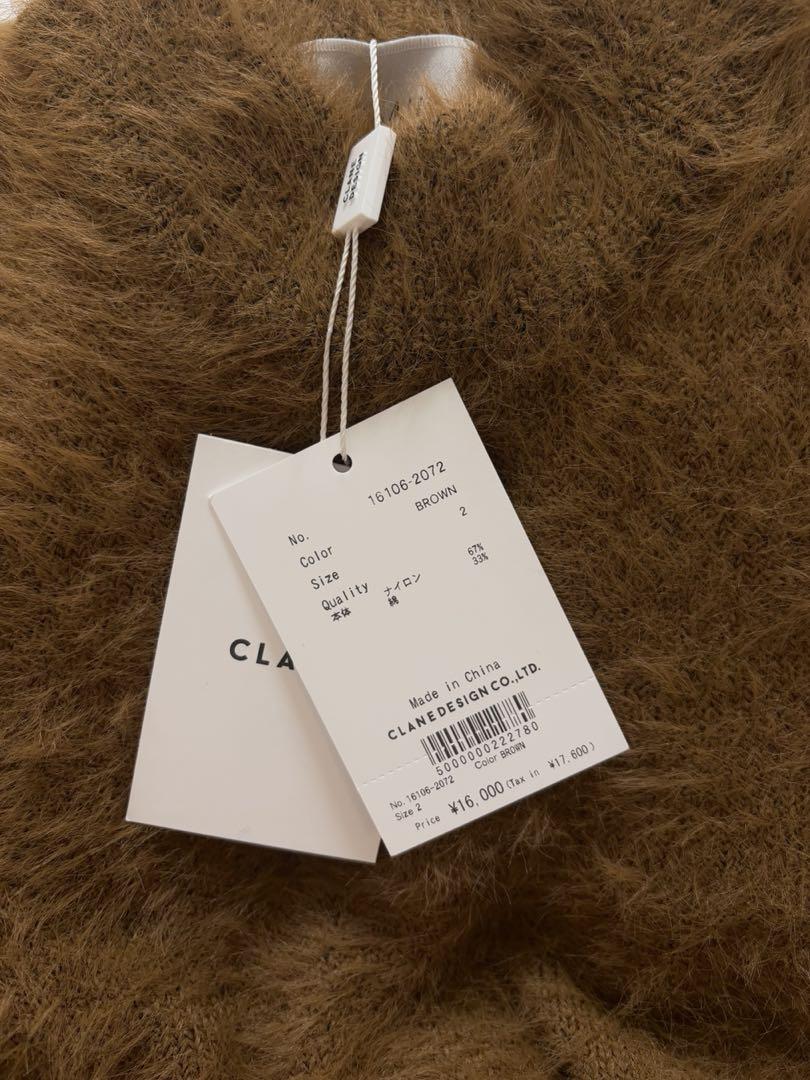 CLANE
DESIGN
No. 16106-2072
Color BROWN
Size 2
Quality
本体 ナイロン 67%
綿 33%
Made in China
CLANE DESIGN CO.,LTD.
5000000222780
No.16106-2072 Color BROWN
Size 2
Price ¥16,000 (Tax in ¥17,600)
CLA